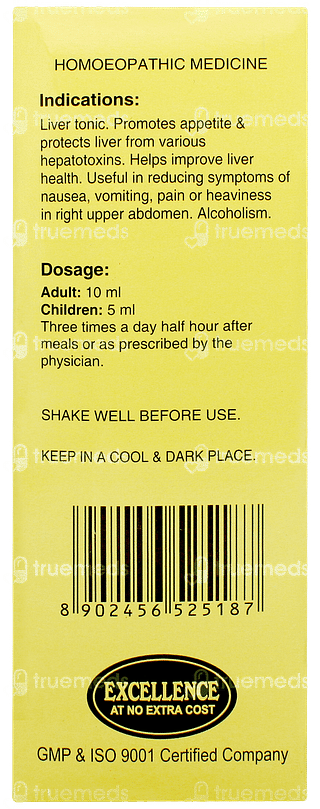 HOMOEOPATHIC MEDICINE
Indications:
Liver tonic. Promotes appetite &
protects liver from various
hepatotoxins. Helps improve liver
health. Useful in reducing symptoms of
nausea, vomiting, pain or heaviness
in right upper abdomen. Alcoholism.
Dosage:
Adult: 10 ml
Children: 5 ml
Three times a day half hour after
meals or as prescribed by the
physician.
SHAKE WELL BEFORE USE.
KEEP IN A COOL & DARK PLACE.
8 902456 525187
EXCELLENCE
AT NO EXTRA COST
GMP & ISO 9001 Certified Company
truemeds